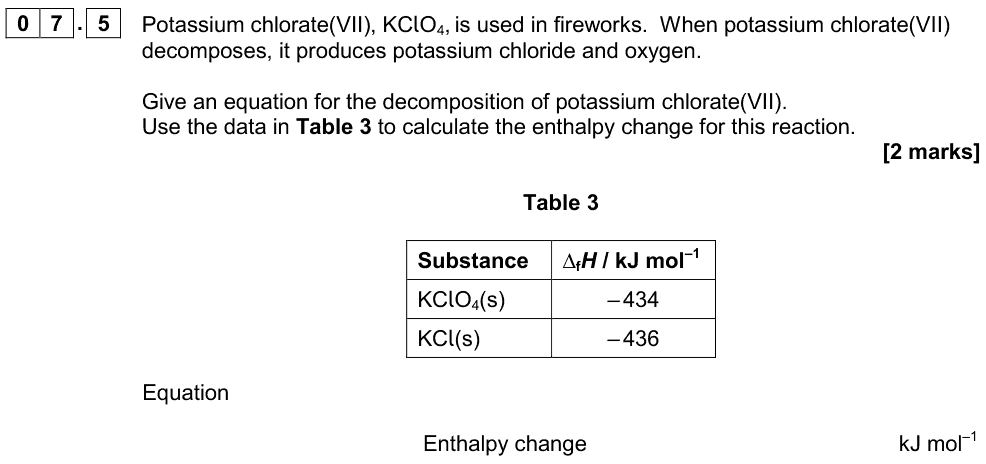 0 7 . 5 Potassium chlorate(VII), KClO₄, is used in fireworks. When potassium chlorate(VII)
decomposes, it produces potassium chloride and oxygen.
Give an equation for the decomposition of potassium chlorate(VII).
Use the data in Table 3 to calculate the enthalpy change for this reaction.
[2 marks]
Table 3
Substance ΔfH / kJ mol⁻¹
KClO₄(s) −434
KCl(s) −436
Equation
Enthalpy change kJ mol⁻¹